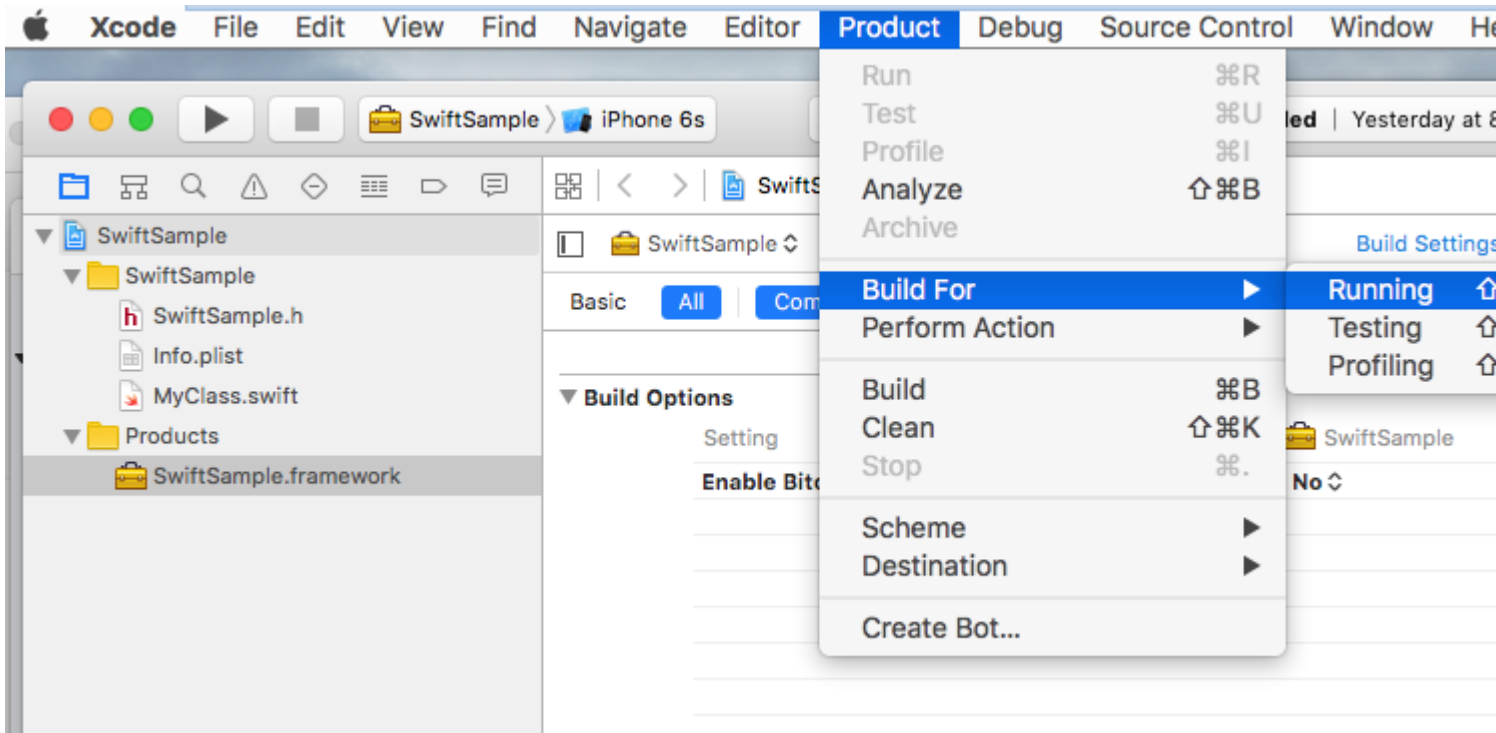 Xcode File Edit View Find Navigate Editor Product Debug Source Control Window
Run ⌘R
Test ⌘U
Profile ⌘I
Analyze ⇧⌘B
Archive
Build For
Perform Action
Build ⌘B
Clean ⇧⌘K
Stop ⌘.
Scheme
Destination
Create Bot...
Running ⇧
Testing ⇧
Profiling ⇧
SwiftSample iPhone 6s
Yesterday at
SwiftSample
SwiftSample
SwiftSample.h
Info.plist
MyClass.swift
Products
SwiftSample.framework
SwiftSample
Build Settings
Basic All
Build Options
Setting
SwiftSample
Enable
No